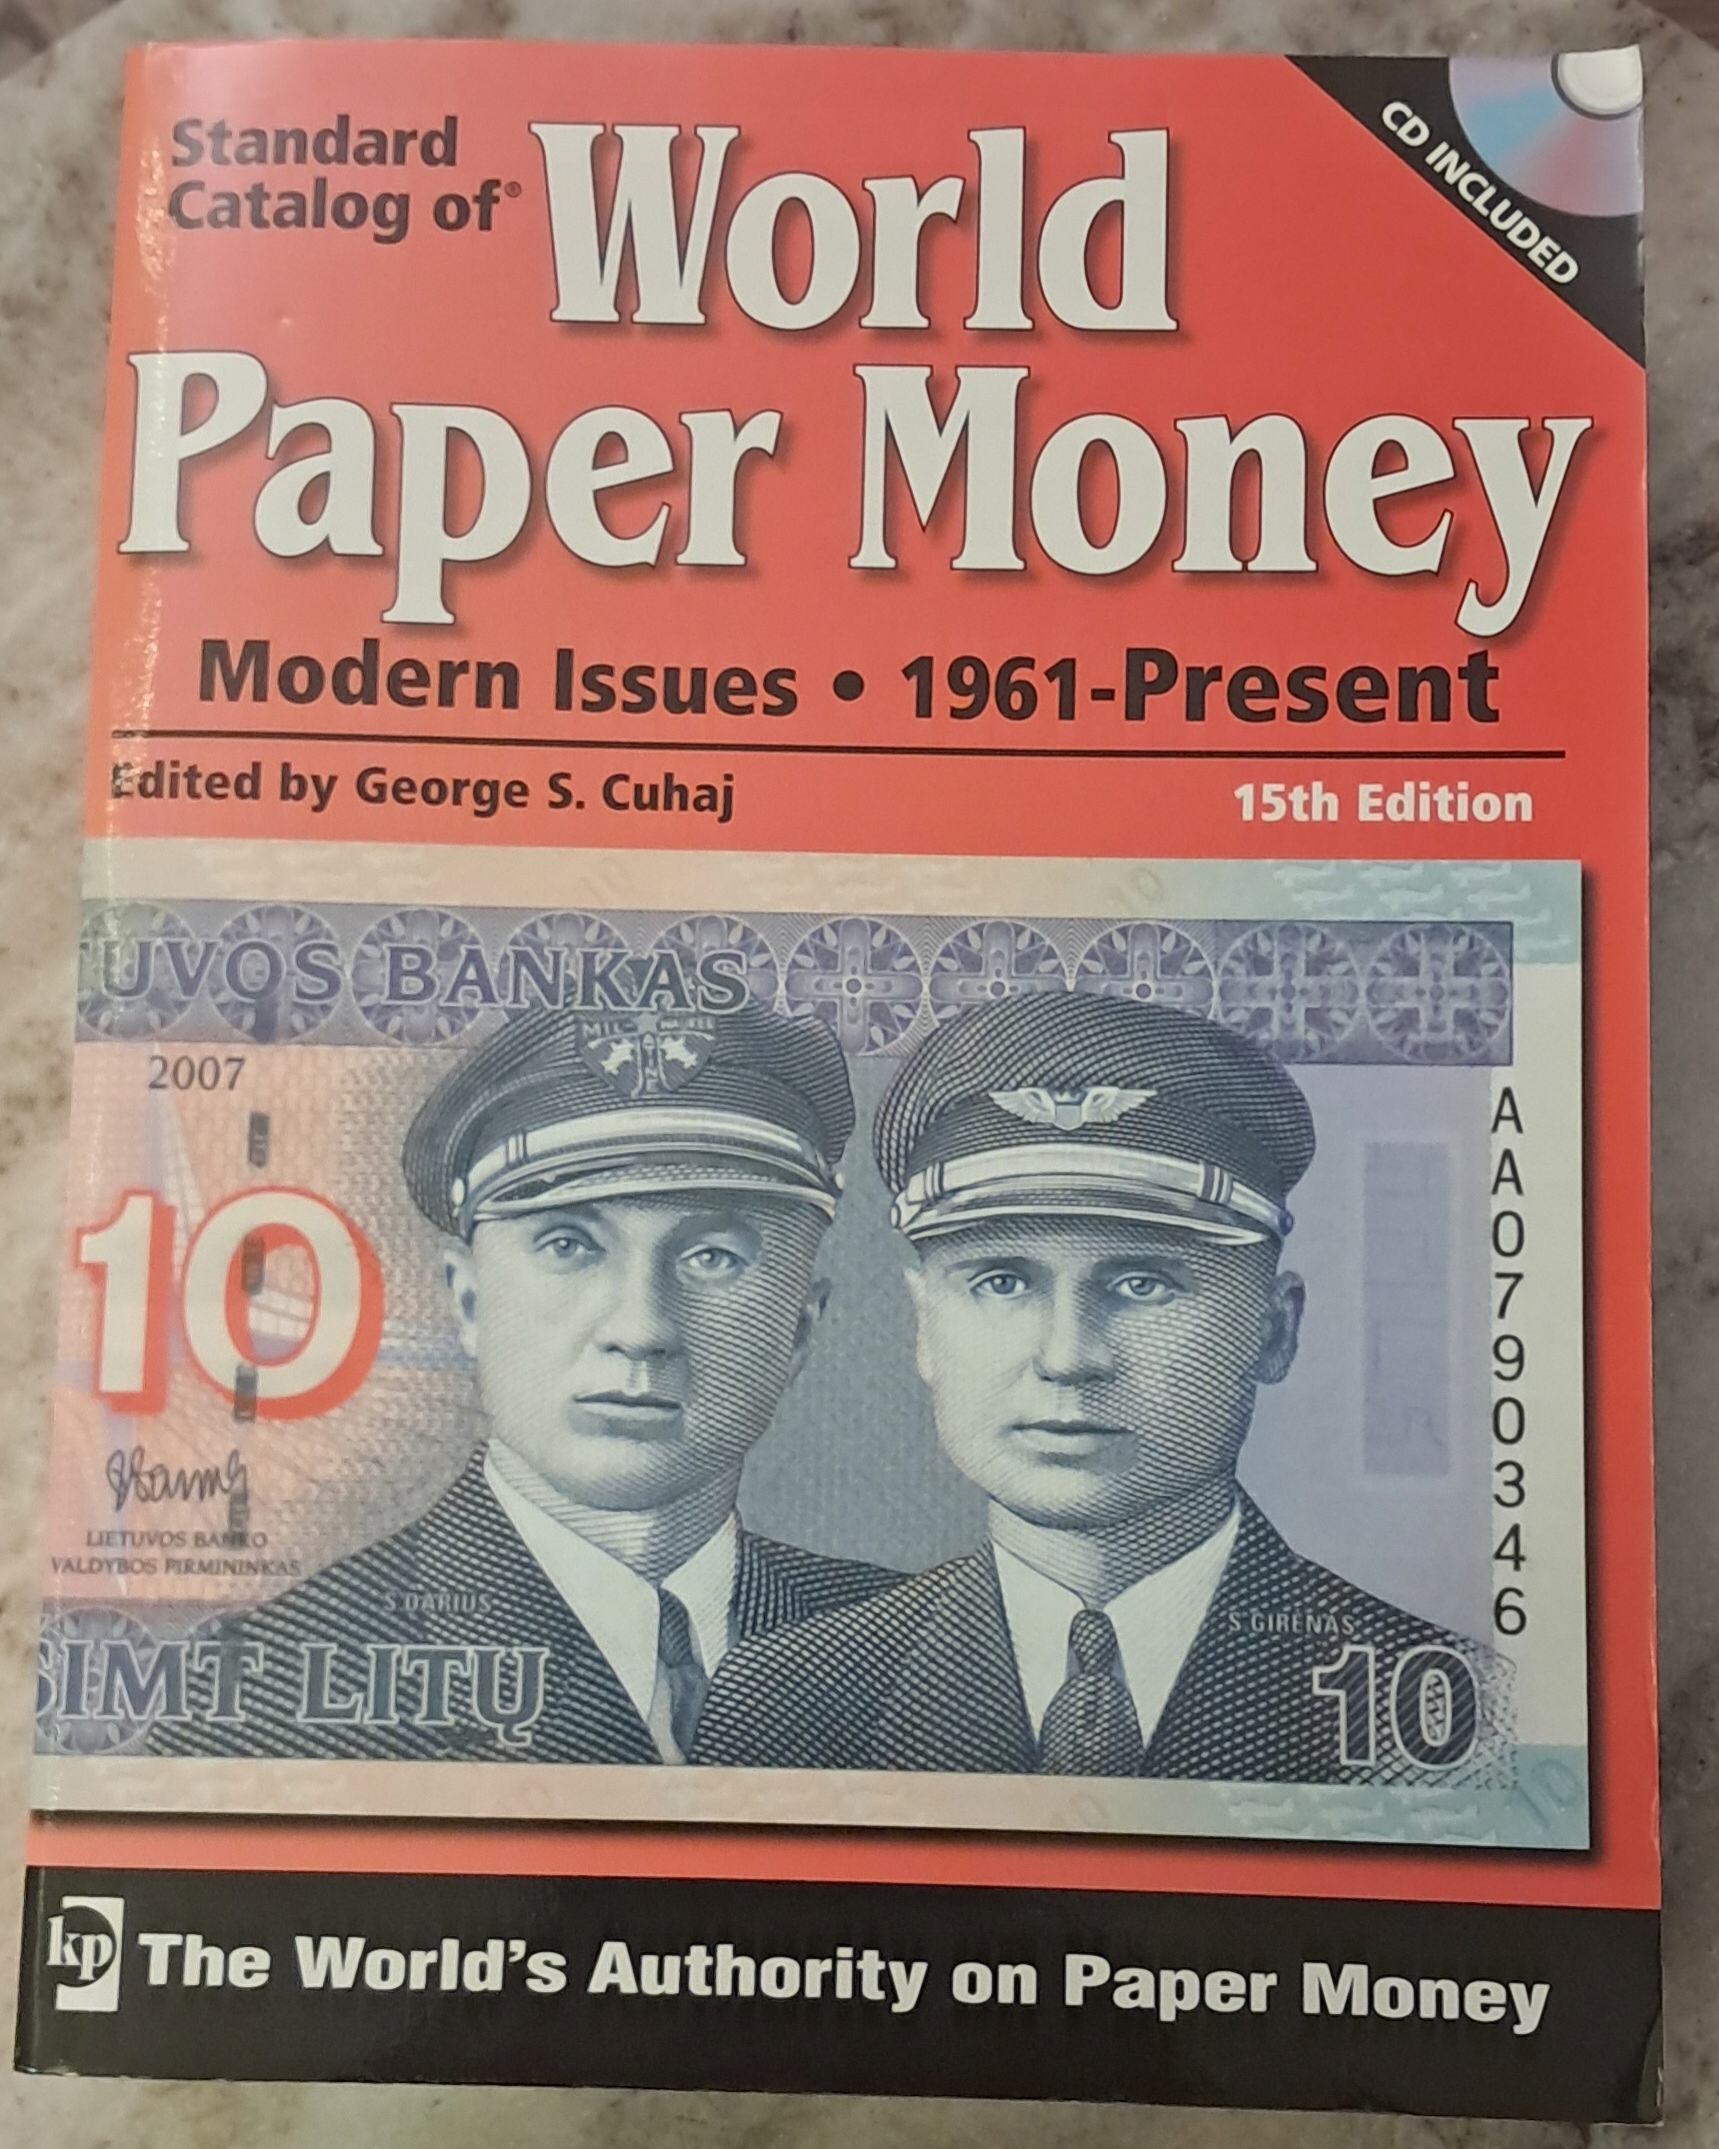 Standard
Catalog of®
World
Paper Money
CD INCLUDED
Modern Issues • 1961-Present
Edited by George S. Cuhaj
15th Edition
UVOS BANKAS
2007
10
LIETUVOS BANKO
VALDYBOS PIRMININKAS
S.DARIUS
S.GIRĖNAS
ŠIMT LITŲ
10
AA0790346
kp
The World's Authority on Paper Money